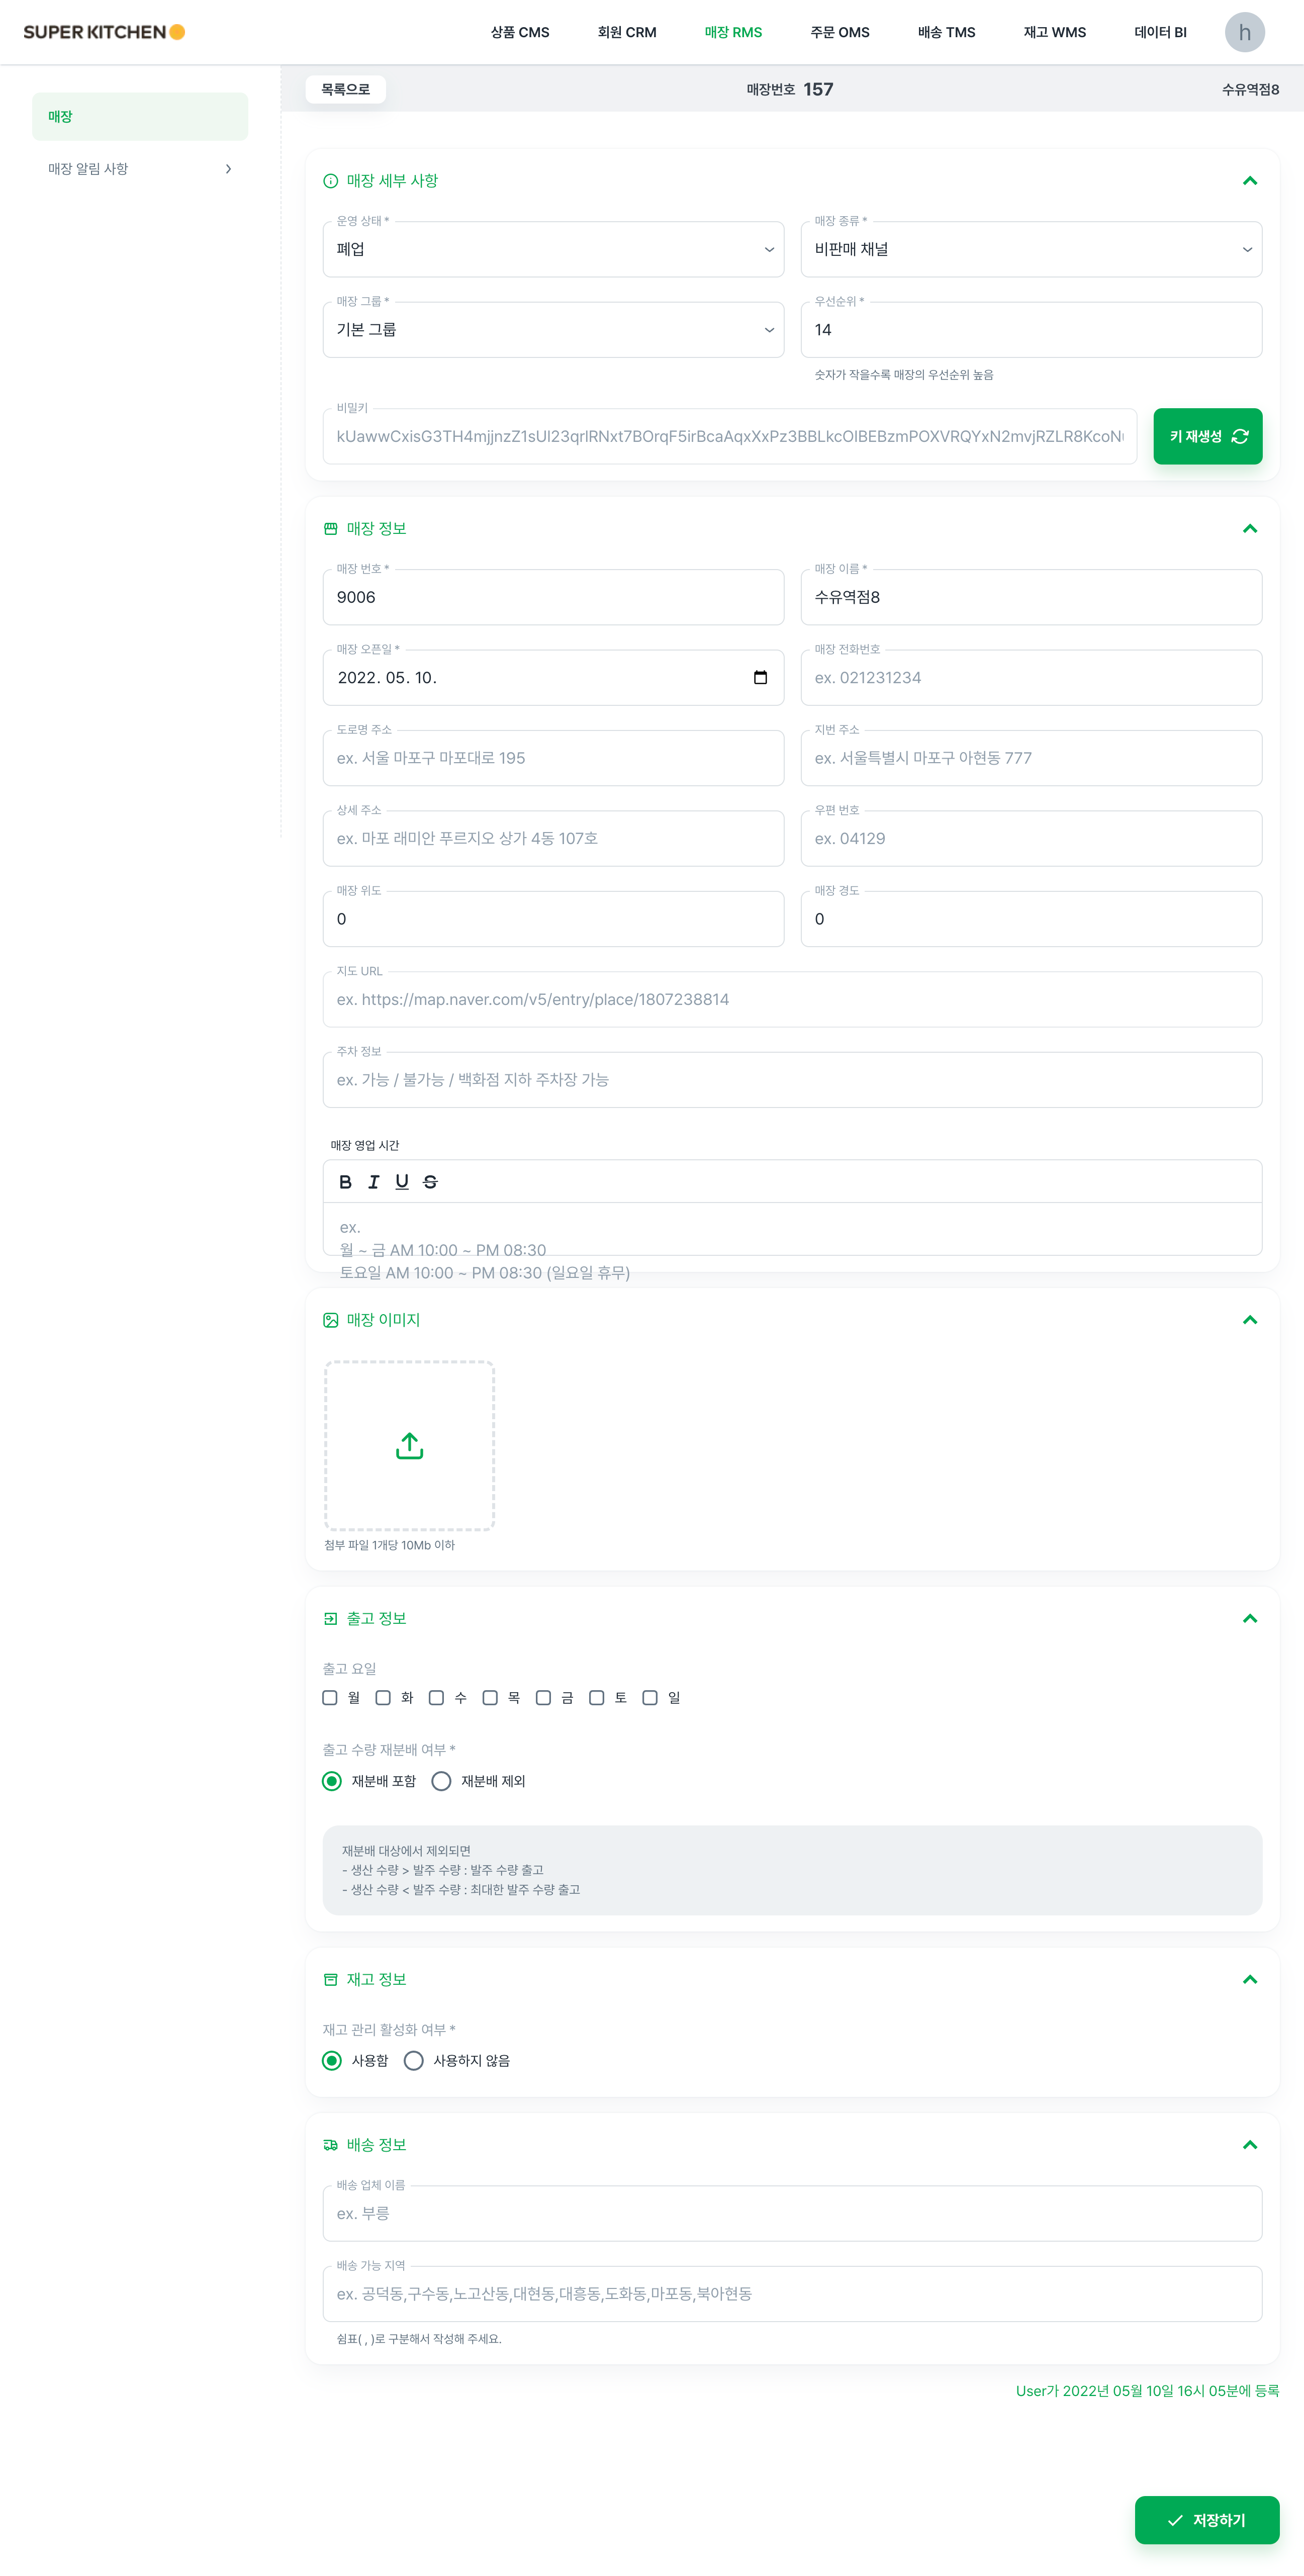 SUPER KITCHEN
상품 CMS
회원 CRM
매장 RMS
주문 OMS
배송 TMS
재고 WMS
데이터 BI
h
매장
매장 알림 사항
목록으로
매장번호 157
수유역점8
매장 세부 사항
운영 상태 *
폐업
매장 종류 *
비판매 채널
매장 그룹 *
기본 그룹
우선순위 *
14
숫자가 작을수록 매장의 우선순위 높음
비밀키
키 재생성
매장 정보
매장 번호 *
9006
매장 이름 *
수유역점8
매장 오픈일 *
2022. 05. 10.
매장 전화번호
ex. 021231234
도로명 주소
ex. 서울 마포구 마포대로 195
지번 주소
ex. 서울특별시 마포구 아현동 777
상세 주소
ex. 마포 래미안 푸르지오 상가 4동 107호
우편 번호
ex. 04129
매장 위도
0
매장 경도
0
지도 URL
ex. https://map.naver.com/v5/entry/place/1807238814
주차 정보
ex. 가능 / 불가능 / 백화점 지하 주차장 가능
매장 영업 시간
B I U S
ex.
월 ~ 금 AM 10:00 ~ PM 08:30
토요일 AM 10:00 ~ PM 08:30 (일요일 휴무)
매장 이미지
첨부 파일 1개당 10Mb 이하
출고 정보
출고 요일
월 화 수 목 금 토 일
출고 수량 재분배 여부 *
재분배 포함 재분배 제외
재분배 대상에서 제외되면
- 생산 수량 > 발주 수량 : 발주 수량 출고
- 생산 수량 < 발주 수량 : 최대한 발주 수량 출고
재고 정보
재고 관리 활성화 여부 *
사용함 사용하지 않음
배송 정보
배송 업체 이름
ex. 부릉
배송 가능 지역
ex. 공덕동,구수동,노고산동,대현동,대흥동,도화동,마포동,북아현동
쉼표( , )로 구분해서 작성해 주세요.
User가 2022년 05월 10일 16시 05분에 등록
저장하기